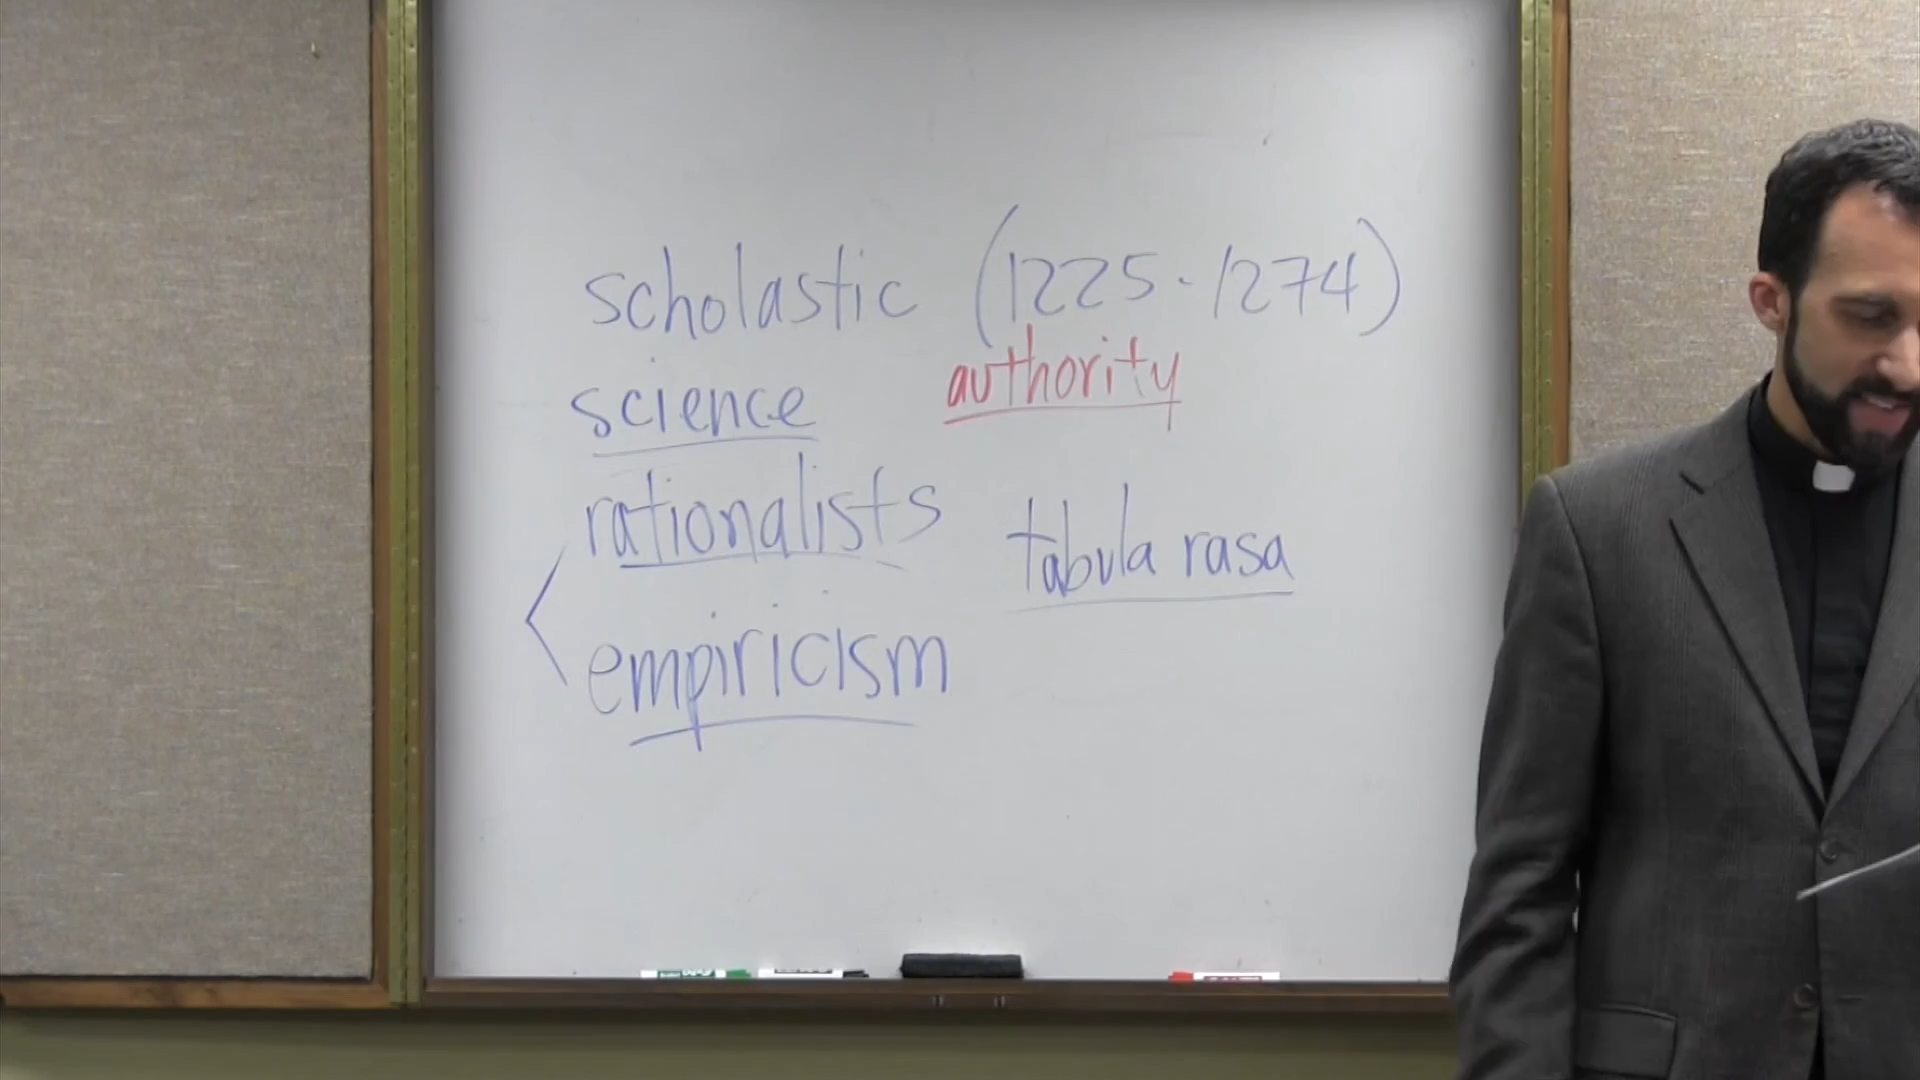 scholastic (1225-1274)
authority
science
rationalists
tabula rasa
empiricism